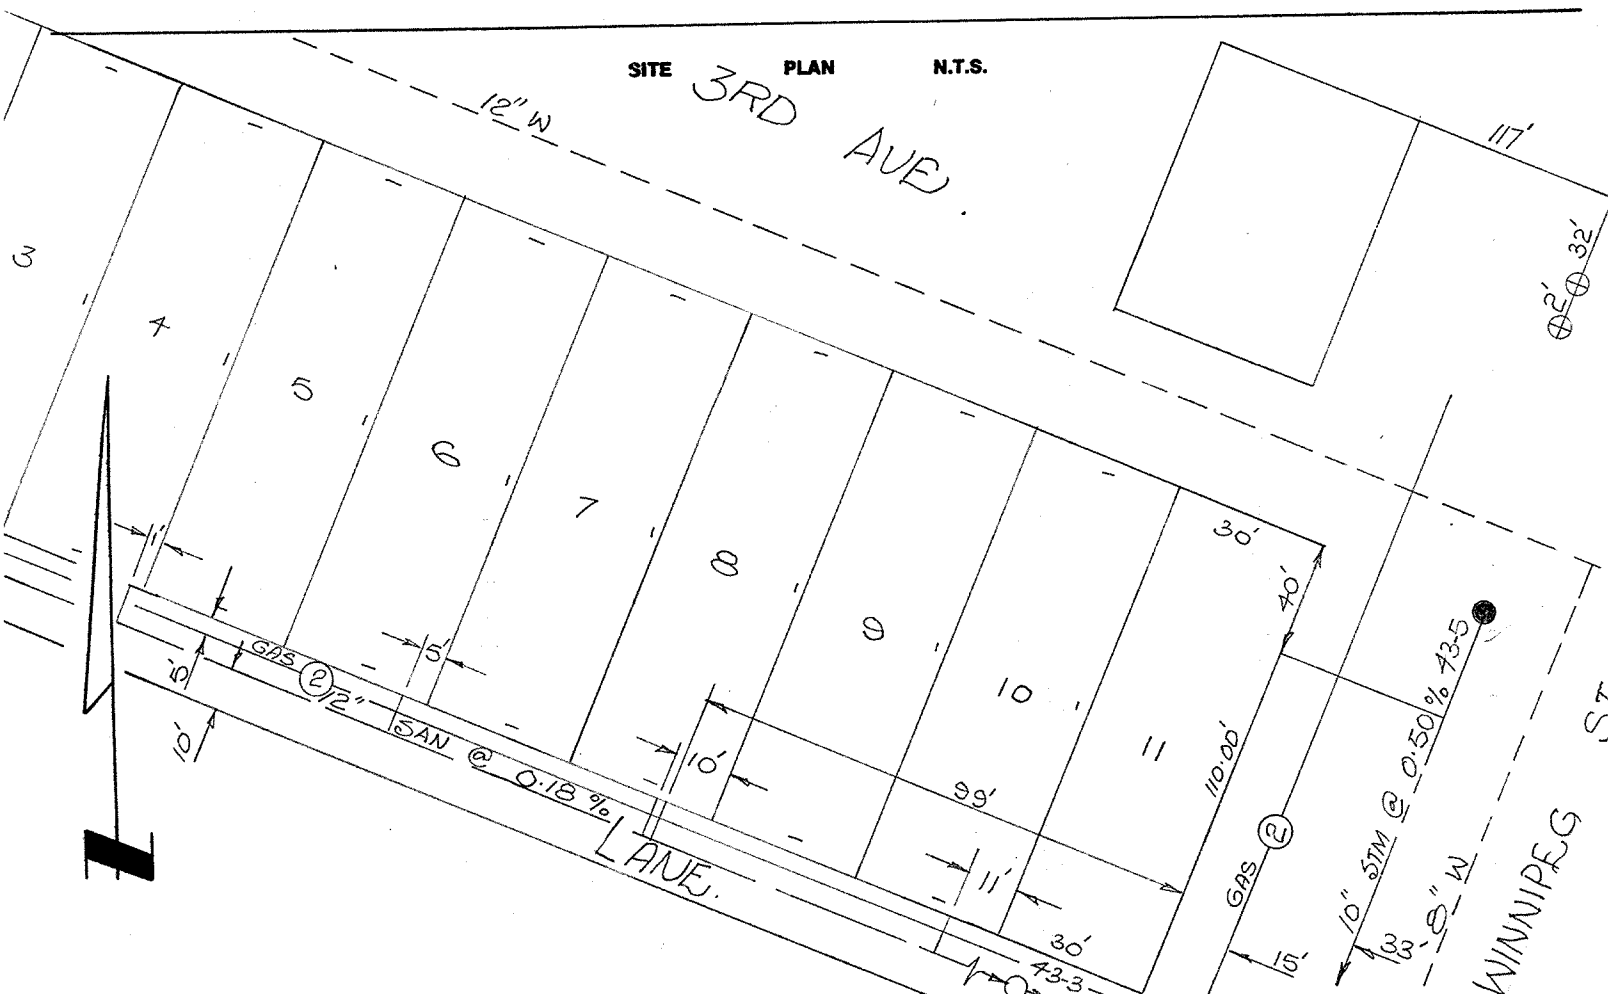 SITE PLAN N.T.S.
3RD AVE.
12" W
117'
32'
2'
3
4
5
6
7
8
9
10
11
30'
40'
110.00'
1'
5'
GAS 2
12" SAN @ 0.18 %
5'
10'
10'
99'
11'
30'
43-3
LANE.
GAS 2
15'
10" STM @ 0.50 % 43-5
33'
8" W
WINNIPEG ST